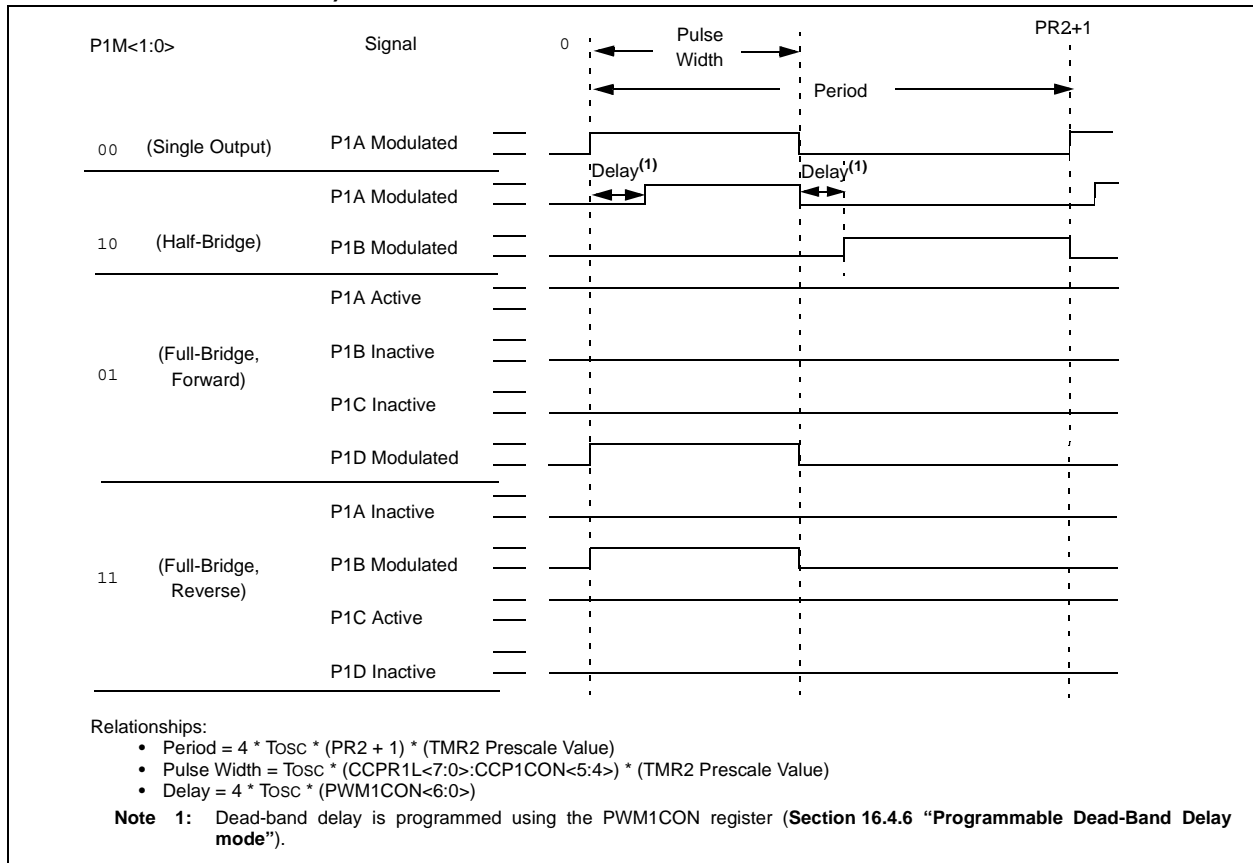 P1M<1:0> Signal 0 Pulse Width PR2+1
Period
00 (Single Output) P1A Modulated
Delay(1) Delay(1)
P1A Modulated
10 (Half-Bridge) P1B Modulated
P1A Active
01 (Full-Bridge, Forward) P1B Inactive
P1C Inactive
P1D Modulated
P1A Inactive
11 (Full-Bridge, Reverse) P1B Modulated
P1C Active
P1D Inactive
Relationships:
• Period = 4 * TOSC * (PR2 + 1) * (TMR2 Prescale Value)
• Pulse Width = TOSC * (CCPR1L<7:0>:CCP1CON<5:4>) * (TMR2 Prescale Value)
• Delay = 4 * TOSC * (PWM1CON<6:0>)
Note 1: Dead-band delay is programmed using the PWM1CON register (Section 16.4.6 “Programmable Dead-Band Delay
mode”).